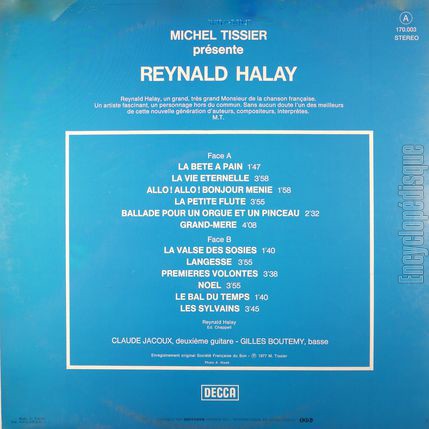 MICHEL TISSIER
présente
REYNALD HALAY
A
170.003
STEREO
Reynald Halay, un grand, très grand Monsieur de la chanson française.
Un artiste fascinant, un personnage hors du commun. Sans aucun doute l'un des meilleurs
de cette nouvelle génération d'auteurs, compositeurs, interprètes.
M.T.
Face A
LA BETE A PAIN 1'47
LA VIE ETERNELLE 3'58
ALLO! ALLO! BONJOUR MENIE 1'58
LA PETITE FLUTE 3'55
BALLADE POUR UN ORGUE ET UN PINCEAU 2'32
GRAND-MERE 4'08
Face B
LA VALSE DES SOSIES 1'40
LANGESSE 3'55
PREMIERES VOLONTES 3'38
NOEL 3'55
LE BAL DU TEMPS 1'40
LES SYLVAINS 3'45
Reynald Halay
Ed. Chappell
CLAUDE JACOUX, deuxième guitare - GILLES BOUTEMY, basse
Enregistrement original Société Française du Son - Ⓟ 1977 M. Tissier
DECCA
Encyclopédisque